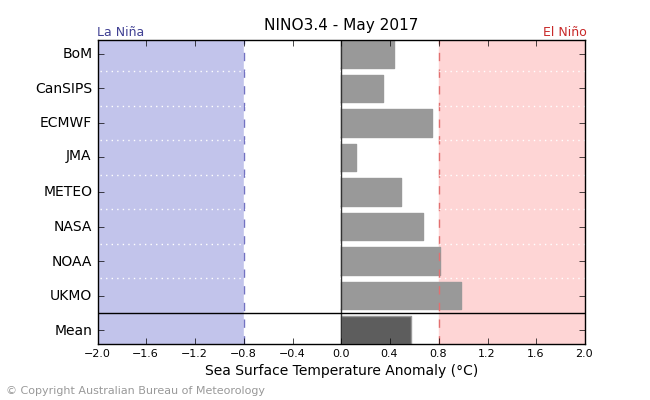 NINO3.4 - May 2017
La Niña
El Niño
BoM
CanSIPS
ECMWF
JMA
METEO
NASA
NOAA
UKMO
Mean
−2.0 −1.6 −1.2 −0.8 −0.4 0.0 0.4 0.8 1.2 1.6 2.0
Sea Surface Temperature Anomaly (°C)
© Copyright Australian Bureau of Meteorology